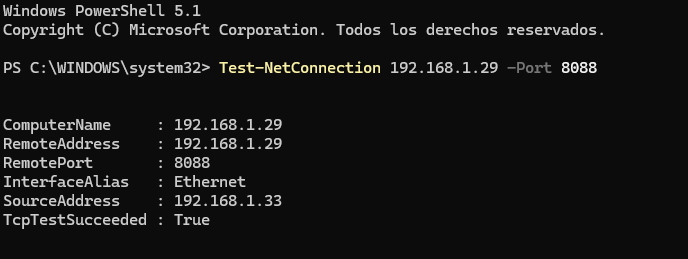 Windows PowerShell 5.1
Copyright (C) Microsoft Corporation. Todos los derechos reservados.
PS C:\WINDOWS\system32> Test-NetConnection 192.168.1.29 -Port 8088
ComputerName     : 192.168.1.29
RemoteAddress    : 192.168.1.29
RemotePort       : 8088
InterfaceAlias   : Ethernet
SourceAddress    : 192.168.1.33
TcpTestSucceeded : True